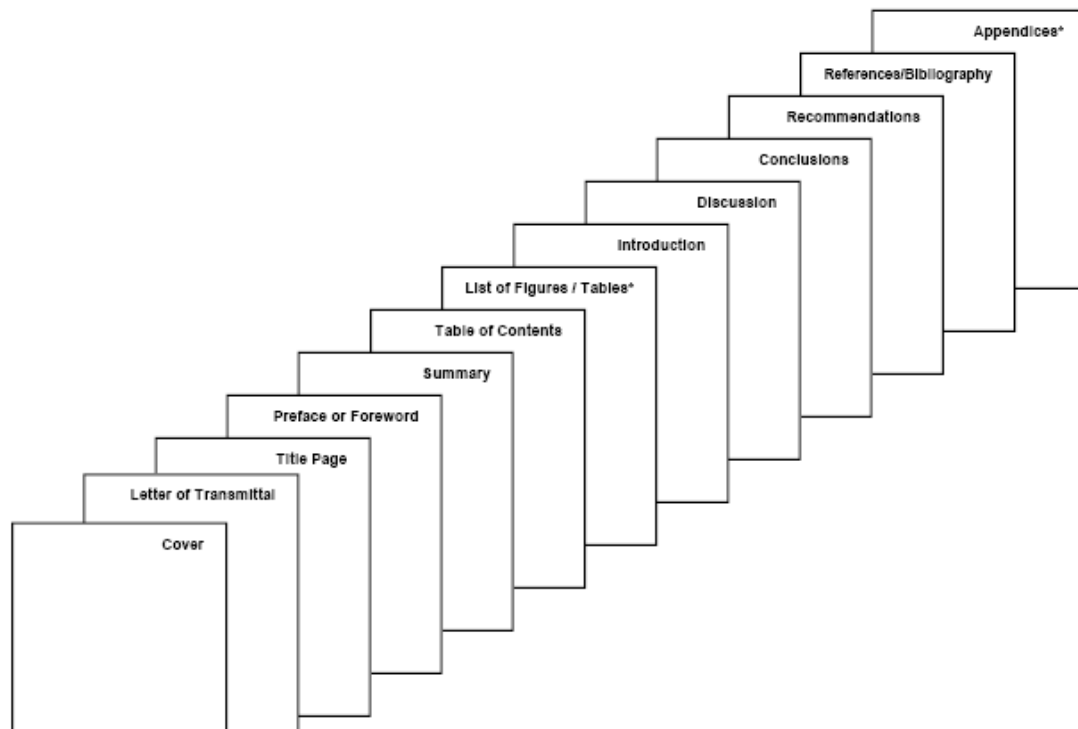 Appendices*
References/Bibliography
Recommendations
Conclusions
Discussion
Introduction
List of Figures / Tables*
Table of Contents
Summary
Preface or Foreword
Title Page
Letter of Transmittal
Cover